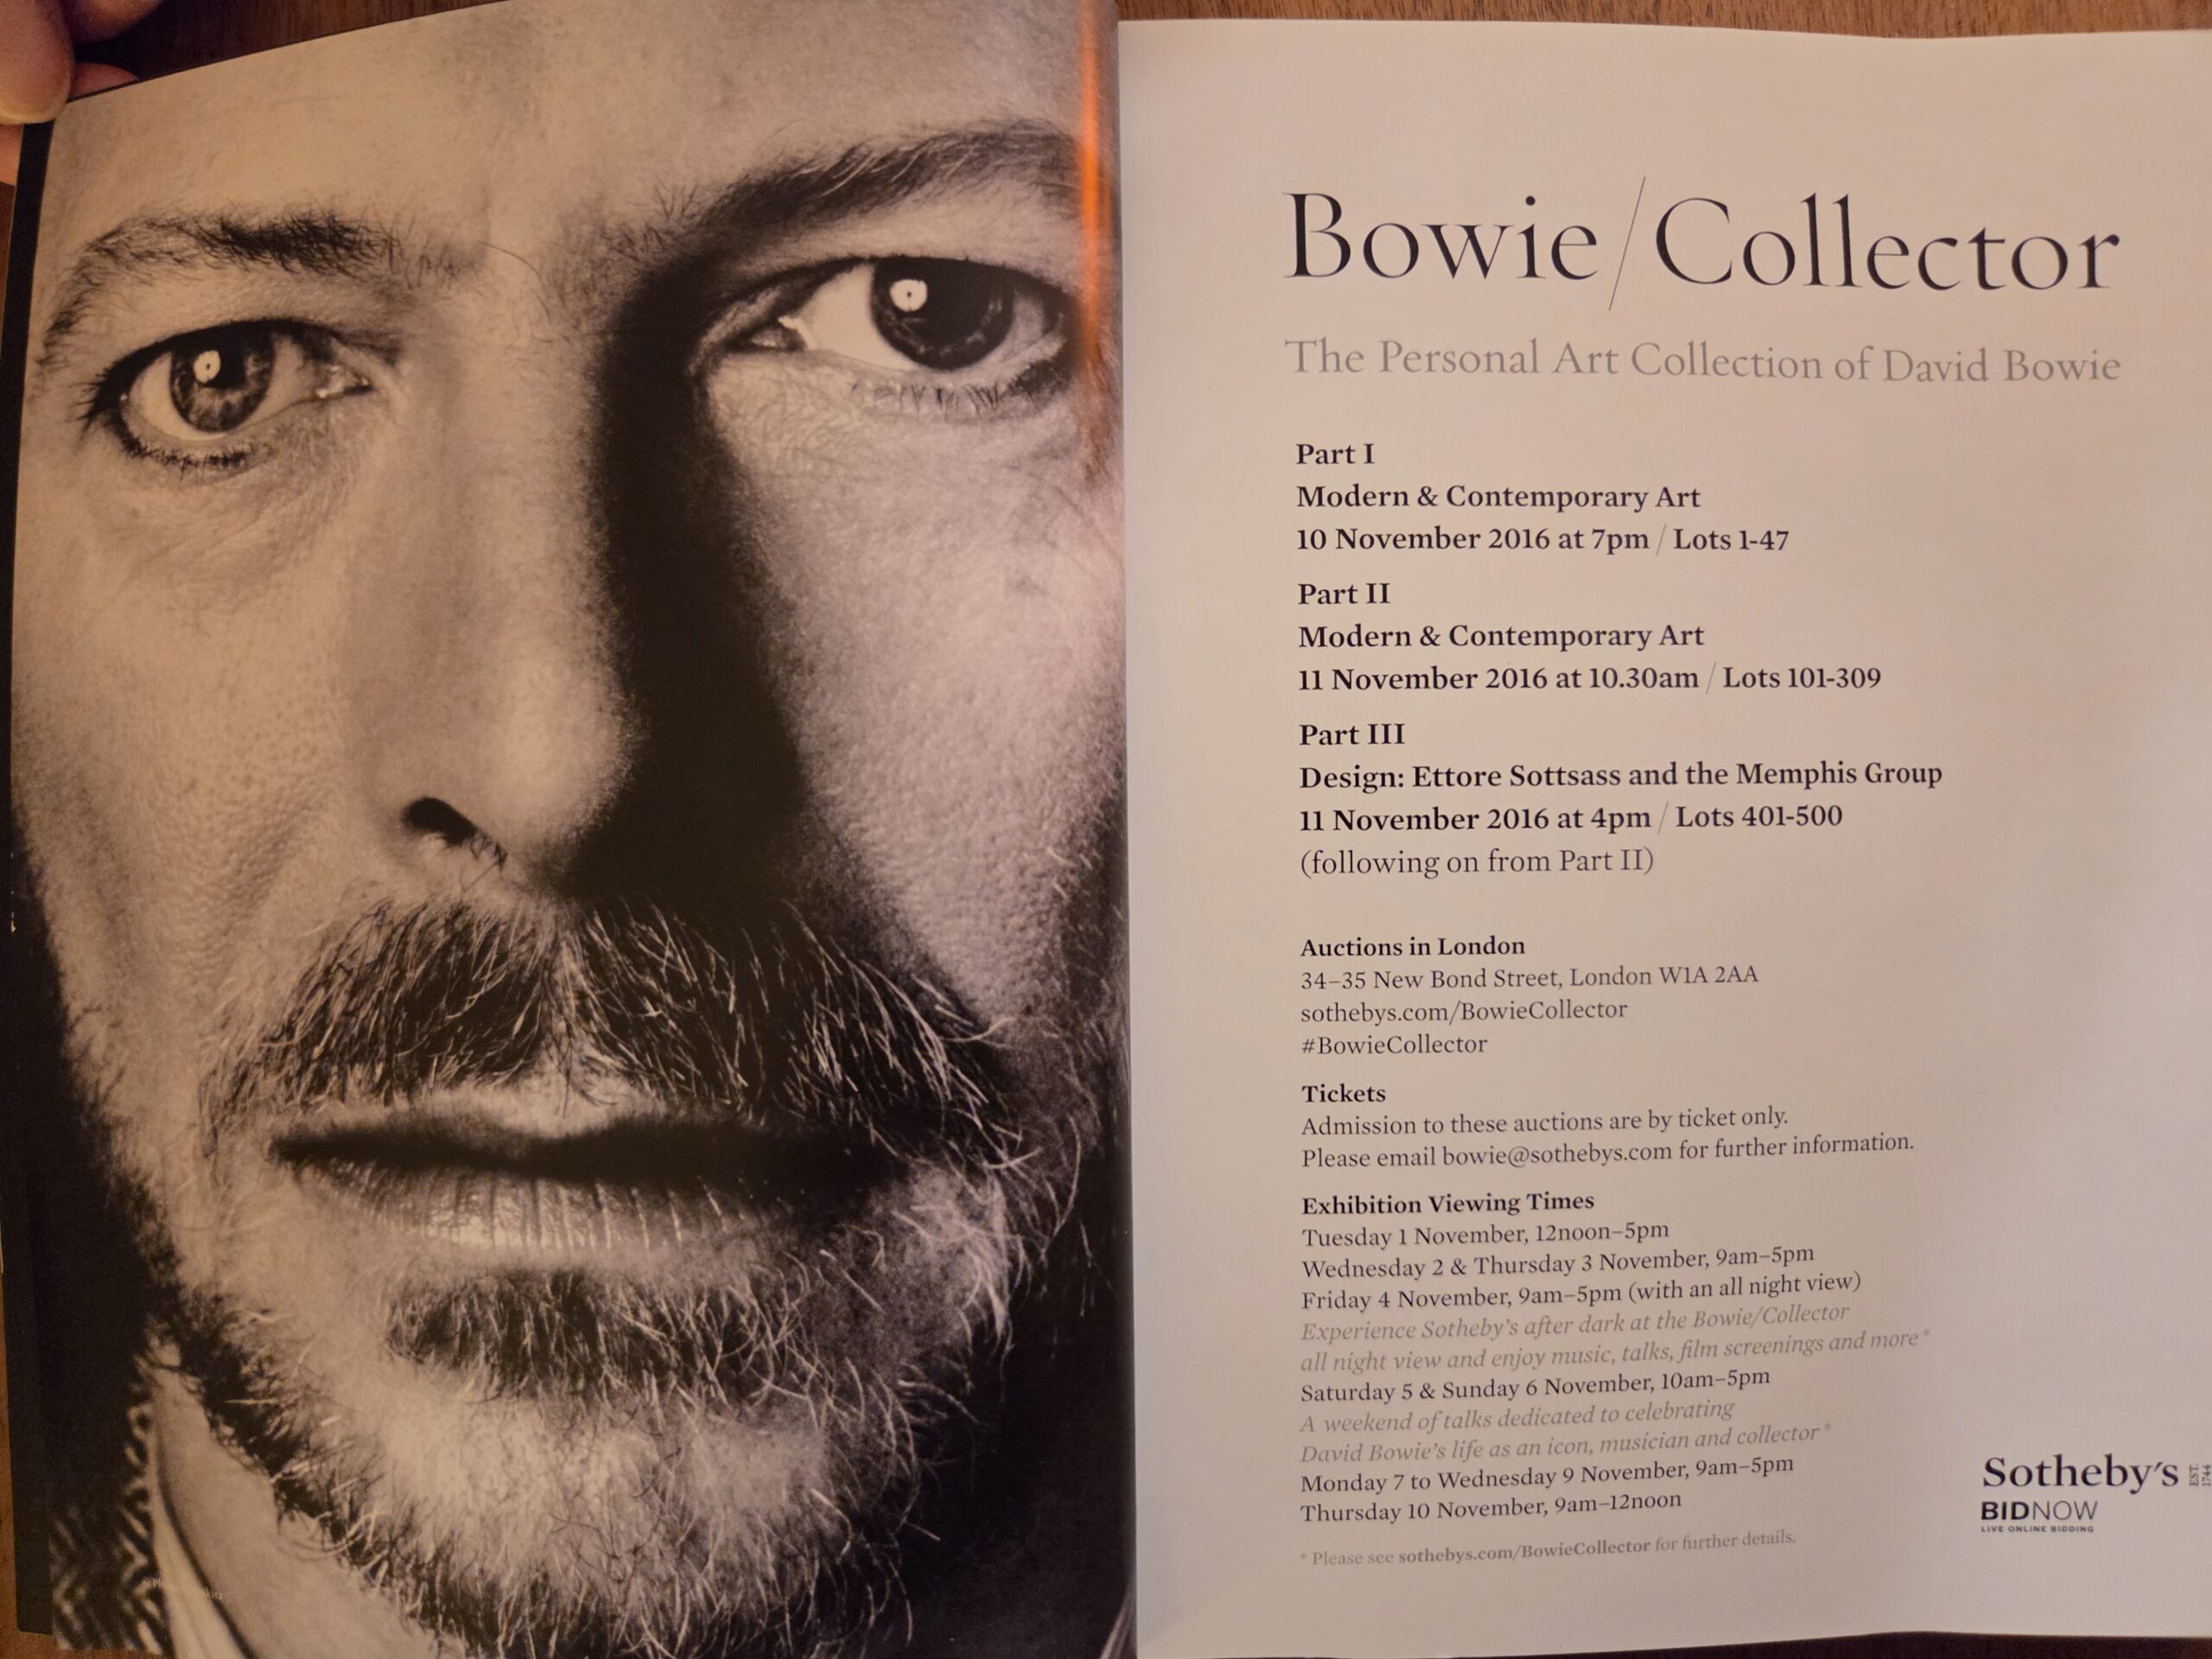 Bowie/Collector
The Personal Art Collection of David Bowie
Part I
Modern & Contemporary Art
10 November 2016 at 7pm / Lots 1-47
Part II
Modern & Contemporary Art
11 November 2016 at 10.30am / Lots 101-309
Part III
Design: Ettore Sottsass and the Memphis Group
11 November 2016 at 4pm / Lots 401-500
(following on from Part II)
Auctions in London
34–35 New Bond Street, London W1A 2AA
sothebys.com/BowieCollector
#BowieCollector
Tickets
Admission to these auctions are by ticket only.
Please email bowie@sothebys.com for further information.
Exhibition Viewing Times
Tuesday 1 November, 12noon–5pm
Wednesday 2 & Thursday 3 November, 9am–5pm
Friday 4 November, 9am–5pm (with an all night view)
Experience Sotheby's after dark at the Bowie/Collector
all night view and enjoy music, talks, film screenings and more*
Saturday 5 & Sunday 6 November, 10am–5pm
A weekend of talks dedicated to celebrating
David Bowie's life as an icon, musician and collector*
Monday 7 to Wednesday 9 November, 9am–5pm
Thursday 10 November, 9am–12noon
* Please see sothebys.com/BowieCollector for further details.
Sotheby's EST. 1744
BIDNOW
LIVE ONLINE BIDDING